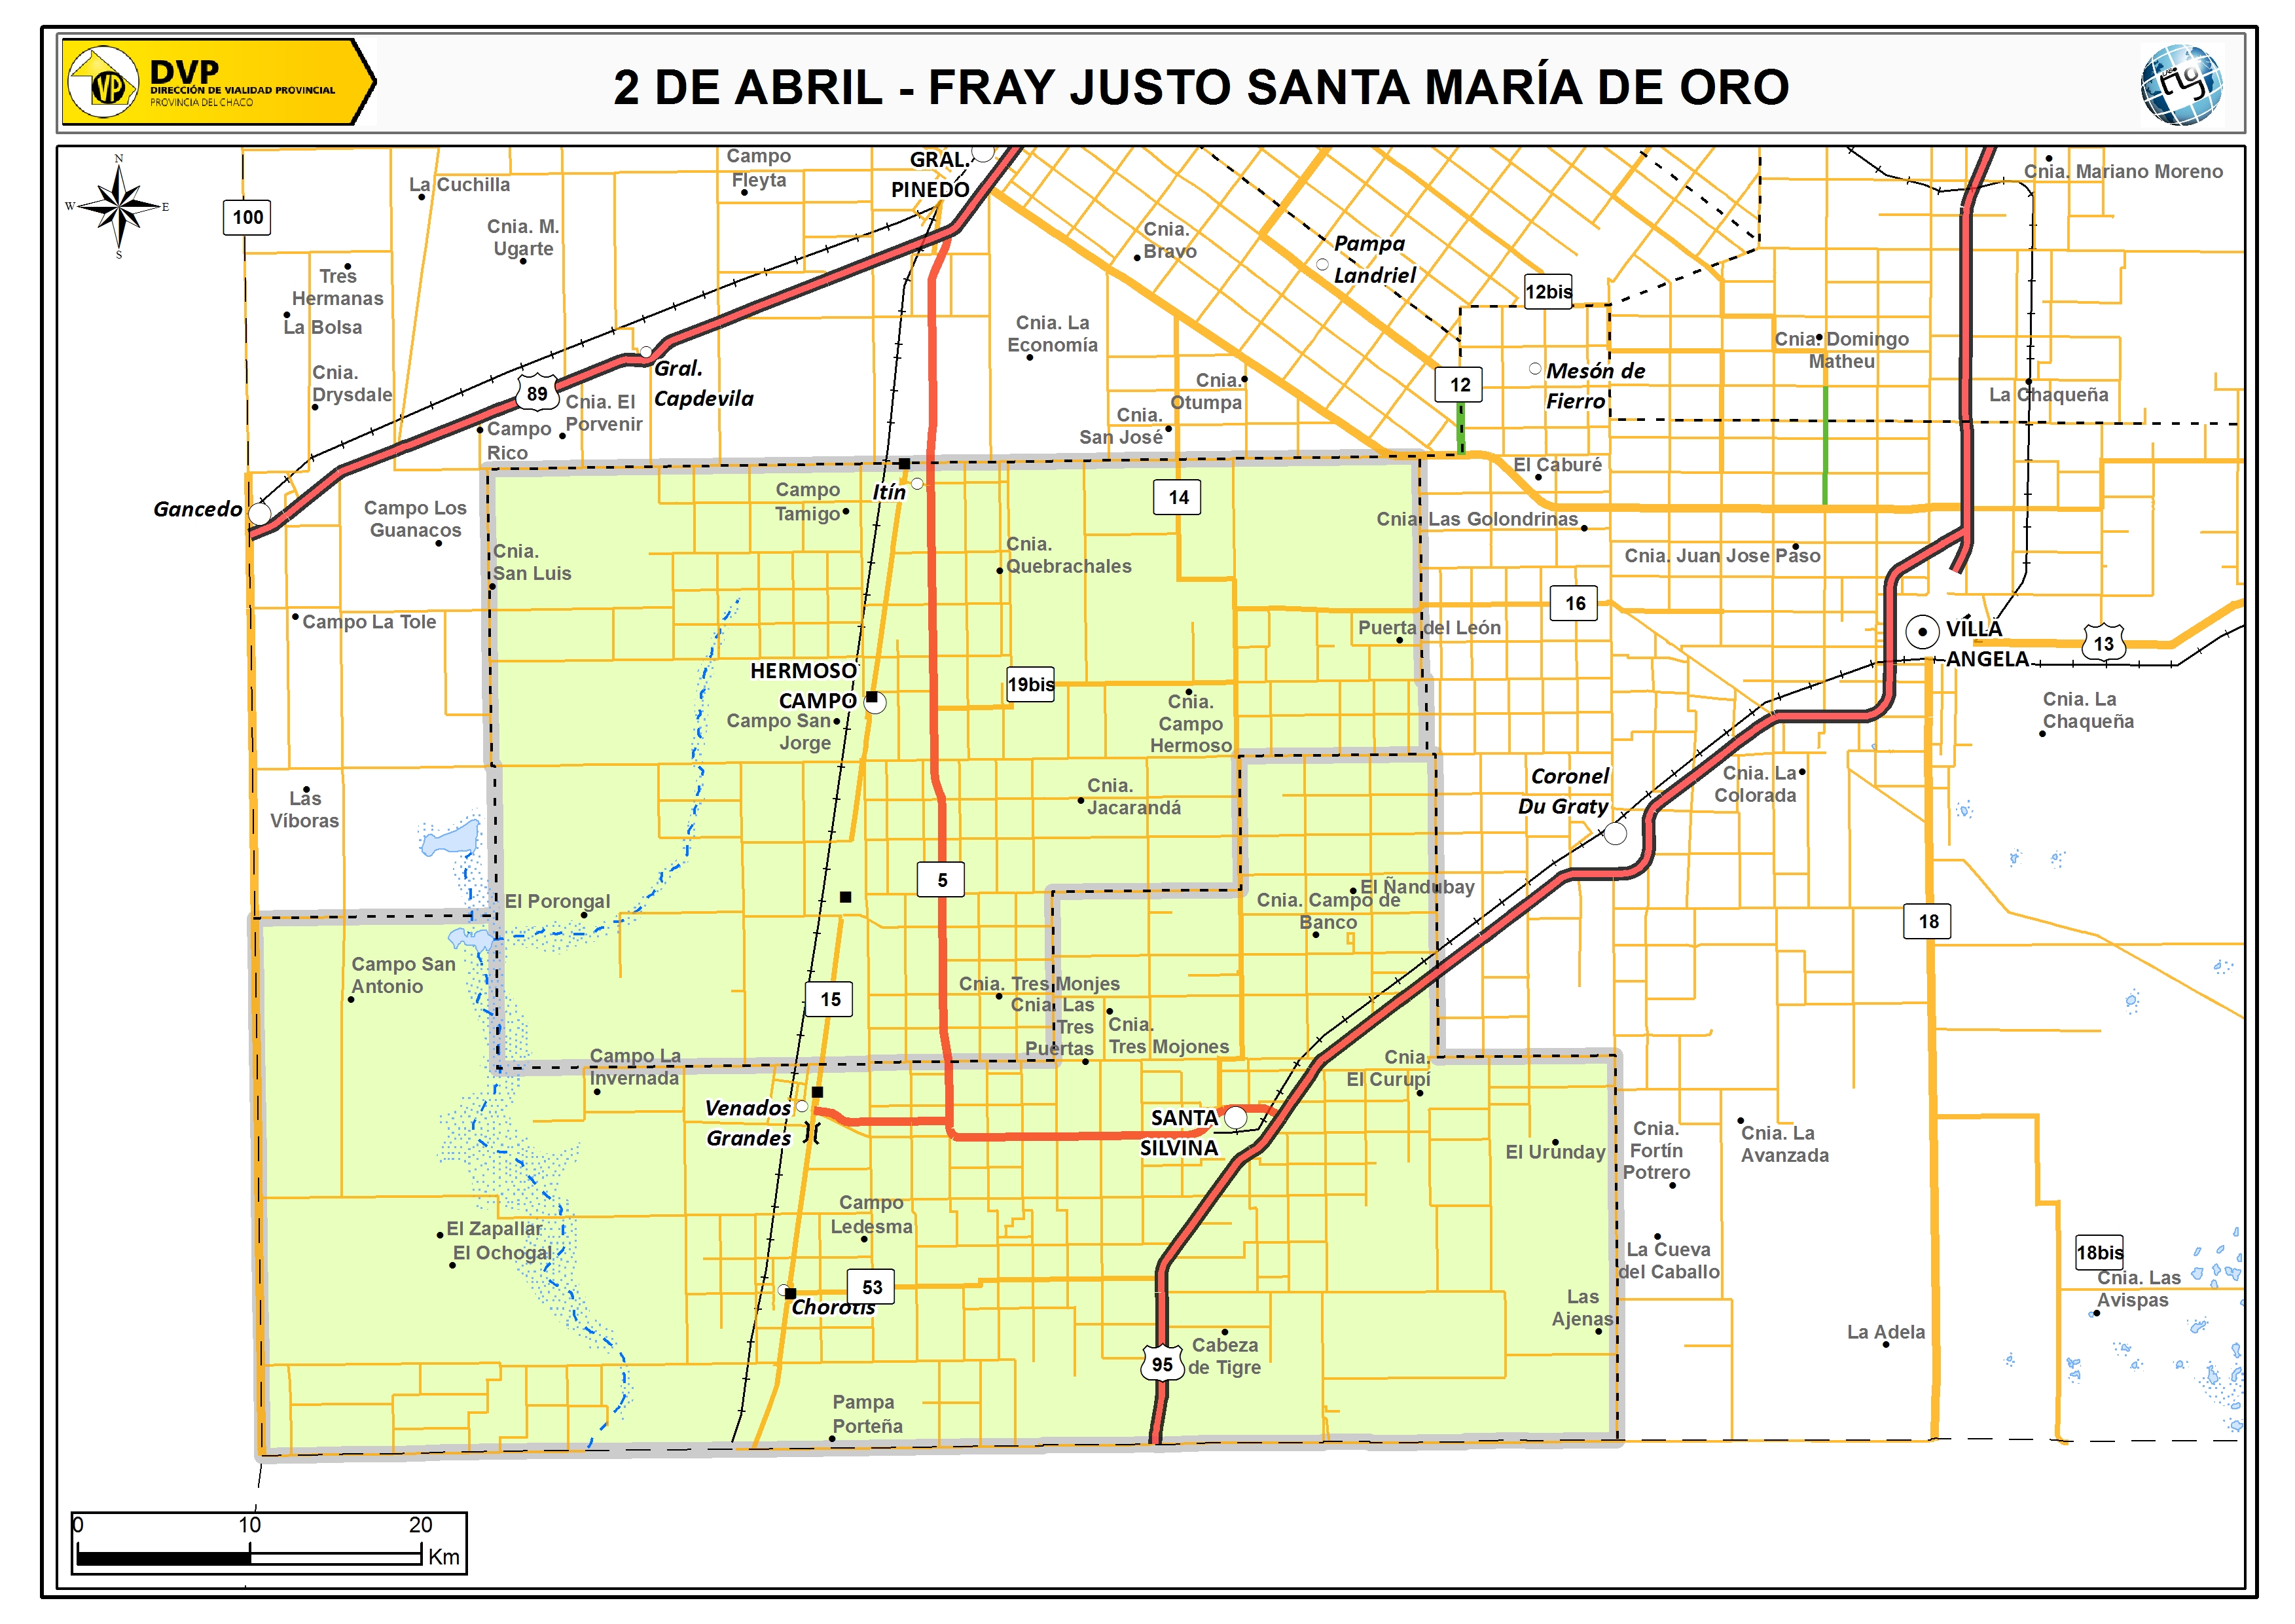 DVP
DIRECCIÓN DE VIALIDAD PROVINCIAL
PROVINCIA DEL CHACO
VP
2 DE ABRIL - FRAY JUSTO SANTA MARÍA DE ORO
N
W
E
S
100
La Cuchilla
Campo
Fleyta
GRAL.
PINEDO
Cnia. Mariano Moreno
Cnia. M.
Ugarte
Cnia.
Bravo
Pampa
Landriel
Tres
Hermanas
La Bolsa
12bis
Cnia. La
Economía
Cnia. Domingo
Matheu
Cnia.
Drysdale
89
Gral.
Capdevila
Cnia. El
Porvenir
Cnia.
Otumpa
12
Mesón de
Fierro
La Chaqueña
Campo
Rico
Cnia.
San José
El Caburé
Gancedo
Campo Los
Guanacos
Campo
Tamigo
Itín
14
Cnia. Las Golondrinas
Cnia.
San Luis
Cnia.
Quebrachales
Cnia. Juan Jose Paso
16
Campo La Tole
Puerta del León
VILLA
ANGELA
13
HERMOSO
CAMPO
19bis
Campo San
Jorge
Cnia.
Campo
Hermoso
Cnia. La
Chaqueña
Las
Víboras
Cnia.
Jacarandá
Coronel
Du Graty
Cnia. La
Colorada
5
El Porongal
El Ñandubay
Cnia. Campo de
Banco
18
Campo San
Antonio
15
Cnia. Tres Monjes
Cnia. Las
Tres
Puertas
Cnia.
Tres Mojones
Campo La
Invernada
Cnia.
El Curupí
Venados
Grandes
SANTA
SILVINA
El Urunday
Cnia.
Fortín
Potrero
Cnia. La
Avanzada
Campo
Ledesma
El Zapallar
El Ochogal
La Cueva
del Caballo
18bis
Cnia. Las
Avispas
53
Chorotis
Las
Ajenas
La Adela
95
Cabeza
de Tigre
Pampa
Porteña
0
10
20
Km